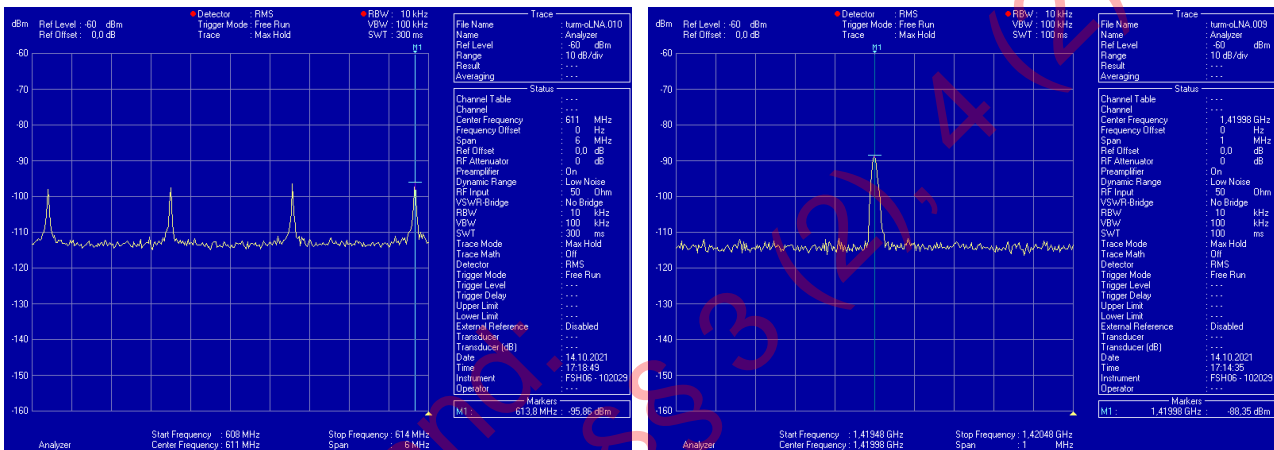 Detector : RMS
RBW : 10 kHz
dBm Ref Level : -60 dBm
Trigger Mode : Free Run
VBW : 100 kHz
Ref Offset : 0,0 dB
Trace : Max Hold
SWT : 300 ms
M1
-60
-70
-80
-90
-100
-110
-120
-130
-140
-150
-160
Start Frequency : 608 MHz
Stop Frequency : 614 MHz
Analyzer
Center Frequency : 611 MHz
Span : 6 MHz
Trace
File Name : turm-oLNA.010
Name : Analyzer
Ref Level : -60 dBm
Range : 10 dB/div
Result : ---
Averaging : ---
Status
Channel Table : ---
Channel : ---
Center Frequency : 611 MHz
Frequency Offset : 0 Hz
Span : 6 MHz
Ref Offset : 0,0 dB
RF Attenuator : 0 dB
Preamplifier : On
Dynamic Range : Low Noise
RF Input : 50 Ohm
VSWR-Bridge : No Bridge
RBW : 10 kHz
VBW : 100 kHz
SWT : 300 ms
Trace Mode : Max Hold
Trace Math : Off
Detector : RMS
Trigger Mode : Free Run
Trigger Level : ---
Trigger Delay : ---
Upper Limit : ---
Lower Limit : ---
External Reference : Disabled
Transducer : ---
Transducer (dB) : ---
Date : 14.10.2021
Time : 17:18:49
Instrument : FSH06 - 102029
Operator : ---
Markers
M1 : 613,8 MHz : -95,86 dBm
Detector : RMS
RBW : 10 kHz
dBm Ref Level : -60 dBm
Trigger Mode : Free Run
VBW : 100 kHz
Ref Offset : 0,0 dB
Trace : Max Hold
SWT : 100 ms
M1
-60
-70
-80
-90
-100
-110
-120
-130
-140
-150
-160
Start Frequency : 1,41948 GHz
Stop Frequency : 1,42048 GHz
Analyzer
Center Frequency : 1,41998 GHz
Span : 1 MHz
Trace
File Name : turm-oLNA.009
Name : Analyzer
Ref Level : -60 dBm
Range : 10 dB/div
Result : ---
Averaging : ---
Status
Channel Table : ---
Channel : ---
Center Frequency : 1,41998 GHz
Frequency Offset : 0 Hz
Span : 1 MHz
Ref Offset : 0,0 dB
RF Attenuator : 0 dB
Preamplifier : On
Dynamic Range : Low Noise
RF Input : 50 Ohm
VSWR-Bridge : No Bridge
RBW : 10 kHz
VBW : 100 kHz
SWT : 100 ms
Trace Mode : Max Hold
Trace Math : Off
Detector : RMS
Trigger Mode : Free Run
Trigger Level : ---
Trigger Delay : ---
Upper Limit : ---
Lower Limit : ---
External Reference : Disabled
Transducer : ---
Transducer (dB) : ---
Date : 14.10.2021
Time : 17:14:35
Instrument : FSH06 - 102029
Operator : ---
Markers
M1 : 1,41998 GHz : -88,35 dBm
3 (2), 4 (2)